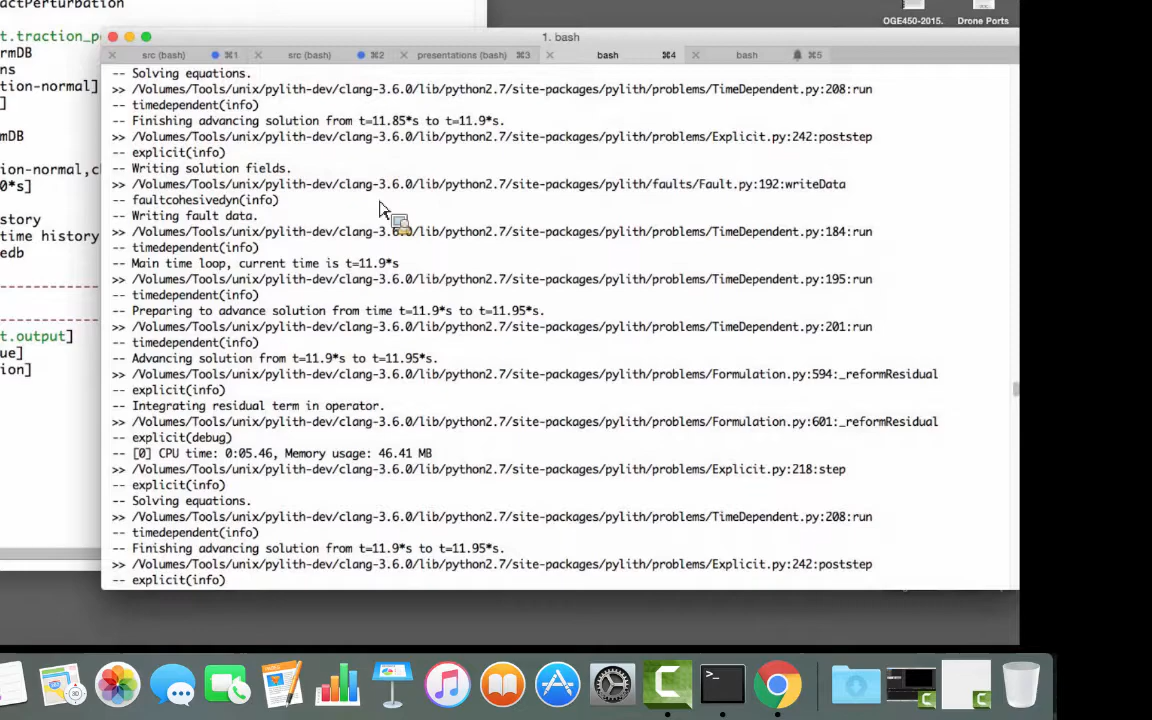 actPerturbation
t.traction_p
rmDB
ns
ction-normal]
]
rmDB
ion-normal,c
0*s]
story
time history
edb
t.output]
ue]
ion]
OGE450-2015.
Drone Ports
1. bash
src (bash) ⌘1
src (bash) ⌘2
presentations (bash) ⌘3
bash ⌘4
bash ⌘5
-- Solving equations.
>> /Volumes/Tools/unix/pylith-dev/clang-3.6.0/lib/python2.7/site-packages/pylith/problems/TimeDependent.py:208:run
-- timedependent(info)
-- Finishing advancing solution from t=11.85*s to t=11.9*s.
>> /Volumes/Tools/unix/pylith-dev/clang-3.6.0/lib/python2.7/site-packages/pylith/problems/Explicit.py:242:poststep
-- explicit(info)
-- Writing solution fields.
>> /Volumes/Tools/unix/pylith-dev/clang-3.6.0/lib/python2.7/site-packages/pylith/faults/Fault.py:192:writeData
-- faultcohesivedyn(info)
-- Writing fault data.
>> /Volumes/Tools/unix/pylith-dev/clang-3.6.0/lib/python2.7/site-packages/pylith/problems/TimeDependent.py:184:run
-- timedependent(info)
-- Main time loop, current time is t=11.9*s
>> /Volumes/Tools/unix/pylith-dev/clang-3.6.0/lib/python2.7/site-packages/pylith/problems/TimeDependent.py:195:run
-- timedependent(info)
-- Preparing to advance solution from time t=11.9*s to t=11.95*s.
>> /Volumes/Tools/unix/pylith-dev/clang-3.6.0/lib/python2.7/site-packages/pylith/problems/TimeDependent.py:201:run
-- timedependent(info)
-- Advancing solution from t=11.9*s to t=11.95*s.
>> /Volumes/Tools/unix/pylith-dev/clang-3.6.0/lib/python2.7/site-packages/pylith/problems/Formulation.py:594:_reformResidual
-- explicit(info)
-- Integrating residual term in operator.
>> /Volumes/Tools/unix/pylith-dev/clang-3.6.0/lib/python2.7/site-packages/pylith/problems/Formulation.py:601:_reformResidual
-- explicit(debug)
-- [0] CPU time: 0:05.46, Memory usage: 46.41 MB
>> /Volumes/Tools/unix/pylith-dev/clang-3.6.0/lib/python2.7/site-packages/pylith/problems/Explicit.py:218:step
-- explicit(info)
-- Solving equations.
>> /Volumes/Tools/unix/pylith-dev/clang-3.6.0/lib/python2.7/site-packages/pylith/problems/TimeDependent.py:208:run
-- timedependent(info)
-- Finishing advancing solution from t=11.9*s to t=11.95*s.
>> /Volumes/Tools/unix/pylith-dev/clang-3.6.0/lib/python2.7/site-packages/pylith/problems/Explicit.py:242:poststep
-- explicit(info)